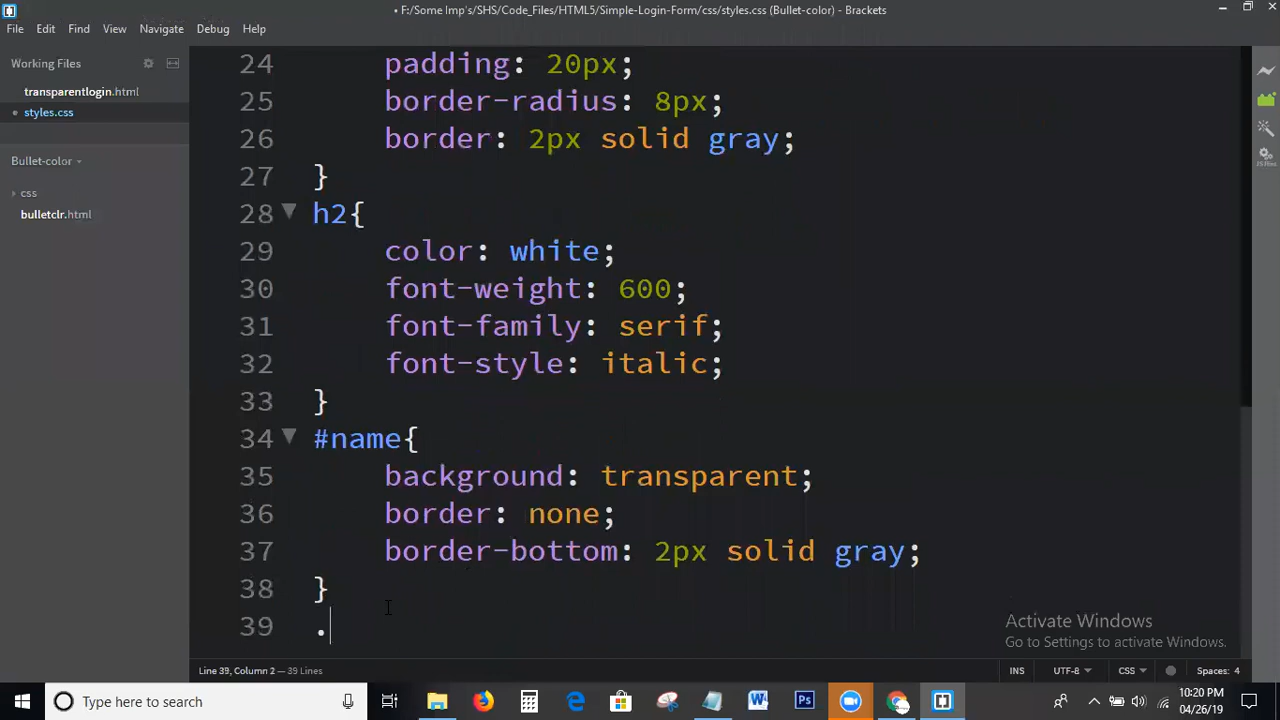 • F:/Some Imp's/SHS/Code_Files/HTML5/Simple-Login-Form/css/styles.css (Bullet-color) - Brackets
File Edit Find View Navigate Debug Help
Working Files
transparentlogin.html
• styles.css
Bullet-color
css
bulletclr.html
24 padding: 20px;
25 border-radius: 8px;
26 border: 2px solid gray;
27 }
28 h2{
29 color: white;
30 font-weight: 600;
31 font-family: serif;
32 font-style: italic;
33 }
34 #name{
35 background: transparent;
36 border: none;
37 border-bottom: 2px solid gray;
38 }
39 .
Activate Windows
Go to Settings to activate Windows.
Line 39, Column 2 — 39 Lines
INS UTF-8 CSS Spaces: 4
Type here to search
10:20 PM
04/26/19